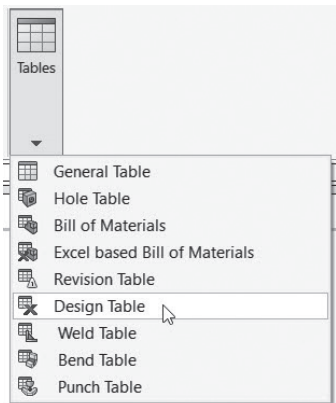 Tables
General Table
Hole Table
Bill of Materials
Excel based Bill of Materials
Revision Table
Design Table
Weld Table
Bend Table
Punch Table